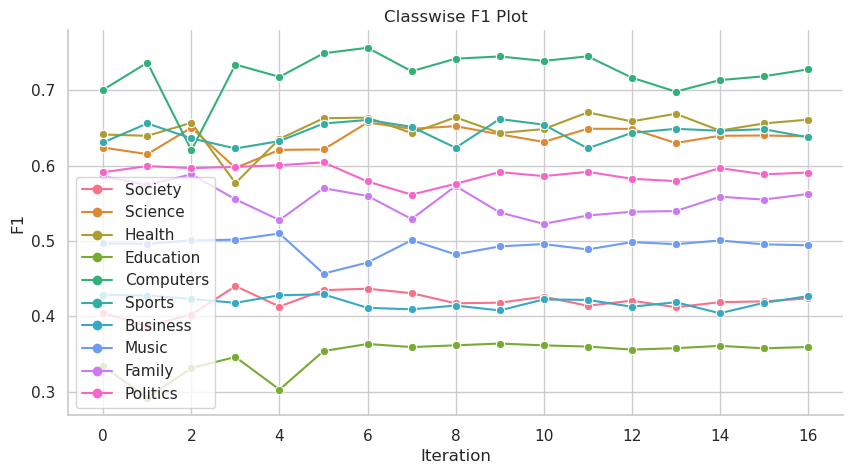 Classwise F1 Plot
F1
0.7
0.6
0.5
0.4
0.3
Society
Science
Health
Education
Computers
Sports
Business
Music
Family
Politics
0 2 4 6 8 10 12 14 16
Iteration